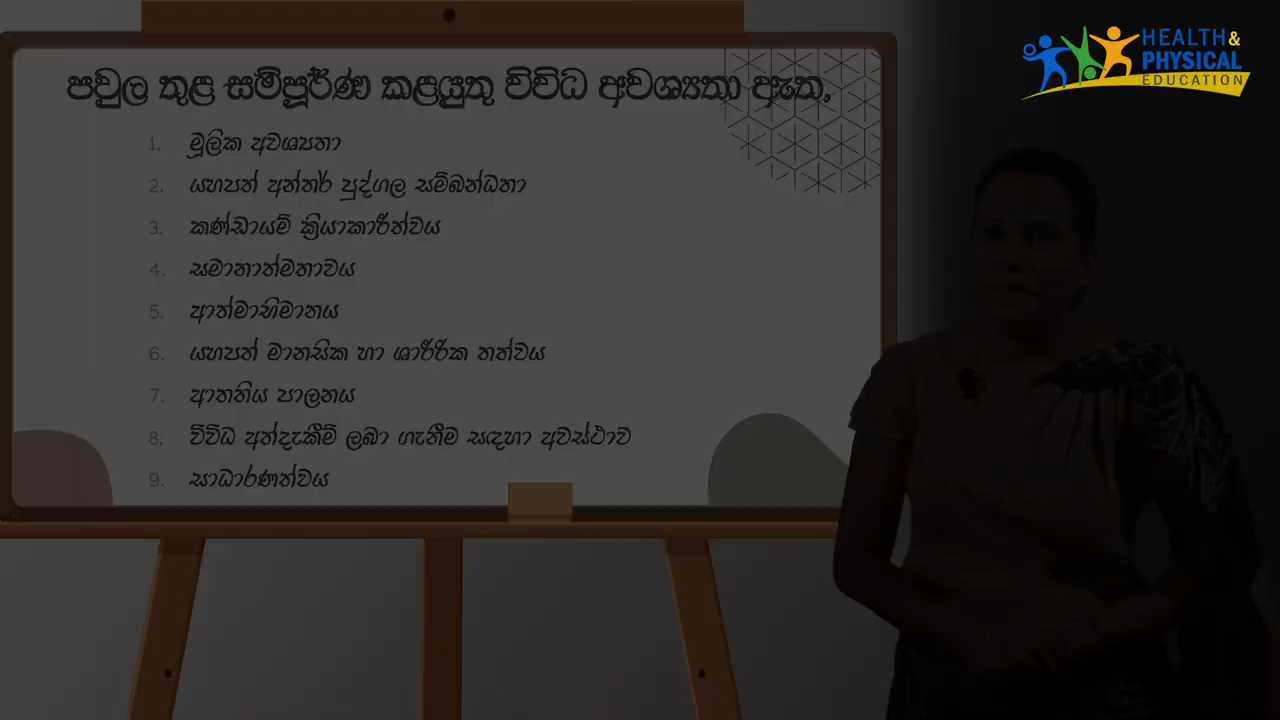 පවුල තුළ සම්පූර්ණ කළයුතු විවිධ අවශ්‍යතා ඇත.
1. මූලික අවශ්‍යතා
2. යහපත් අන්තර් පුද්ගල සම්බන්ධතා
3. කණ්ඩායම් ක්‍රියාකාරීත්වය
4. සමානාත්මතාවය
5. ආත්මාභිමානය
6. යහපත් මානසික හා ශාරීරික තත්වය
7. ආතතිය පාලනය
8. විවිධ අත්දැකීම් ලබා ගැනීම සඳහා අවස්ථාව
9. සාධාරණත්වය
HEALTH &
PHYSICAL
EDUCATION